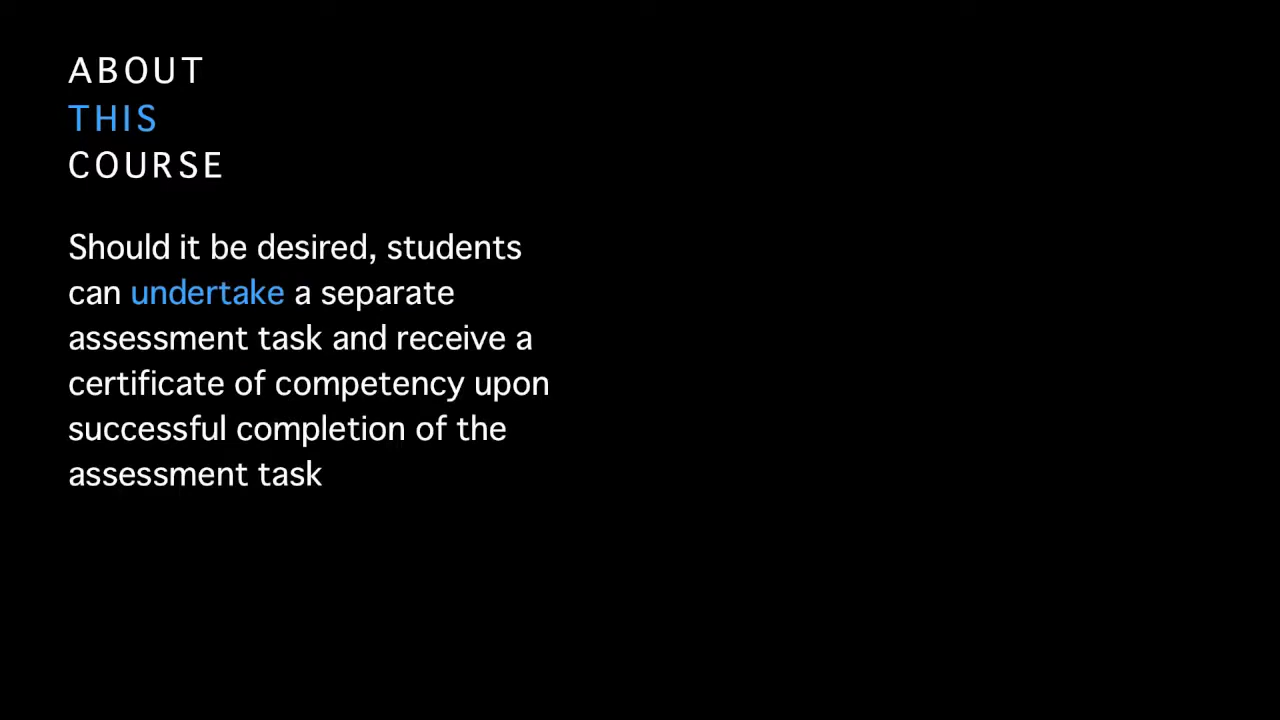 ABOUT
THIS
COURSE
Should it be desired, students
can undertake a separate
assessment task and receive a
certificate of competency upon
successful completion of the
assessment task